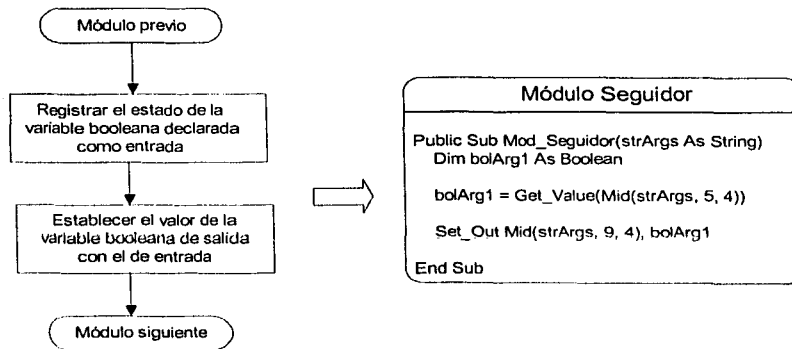 Módulo previo
Registrar el estado de la
variable booleana declarada
como entrada
Establecer el valor de la
variable booleana de salida
con el de entrada
Módulo siguiente
Módulo Seguidor
Public Sub Mod_Seguidor(strArgs As String)
Dim bolArg1 As Boolean
bolArg1 = Get_Value(Mid(strArgs, 5, 4))
Set_Out Mid(strArgs, 9, 4), bolArg1
End Sub